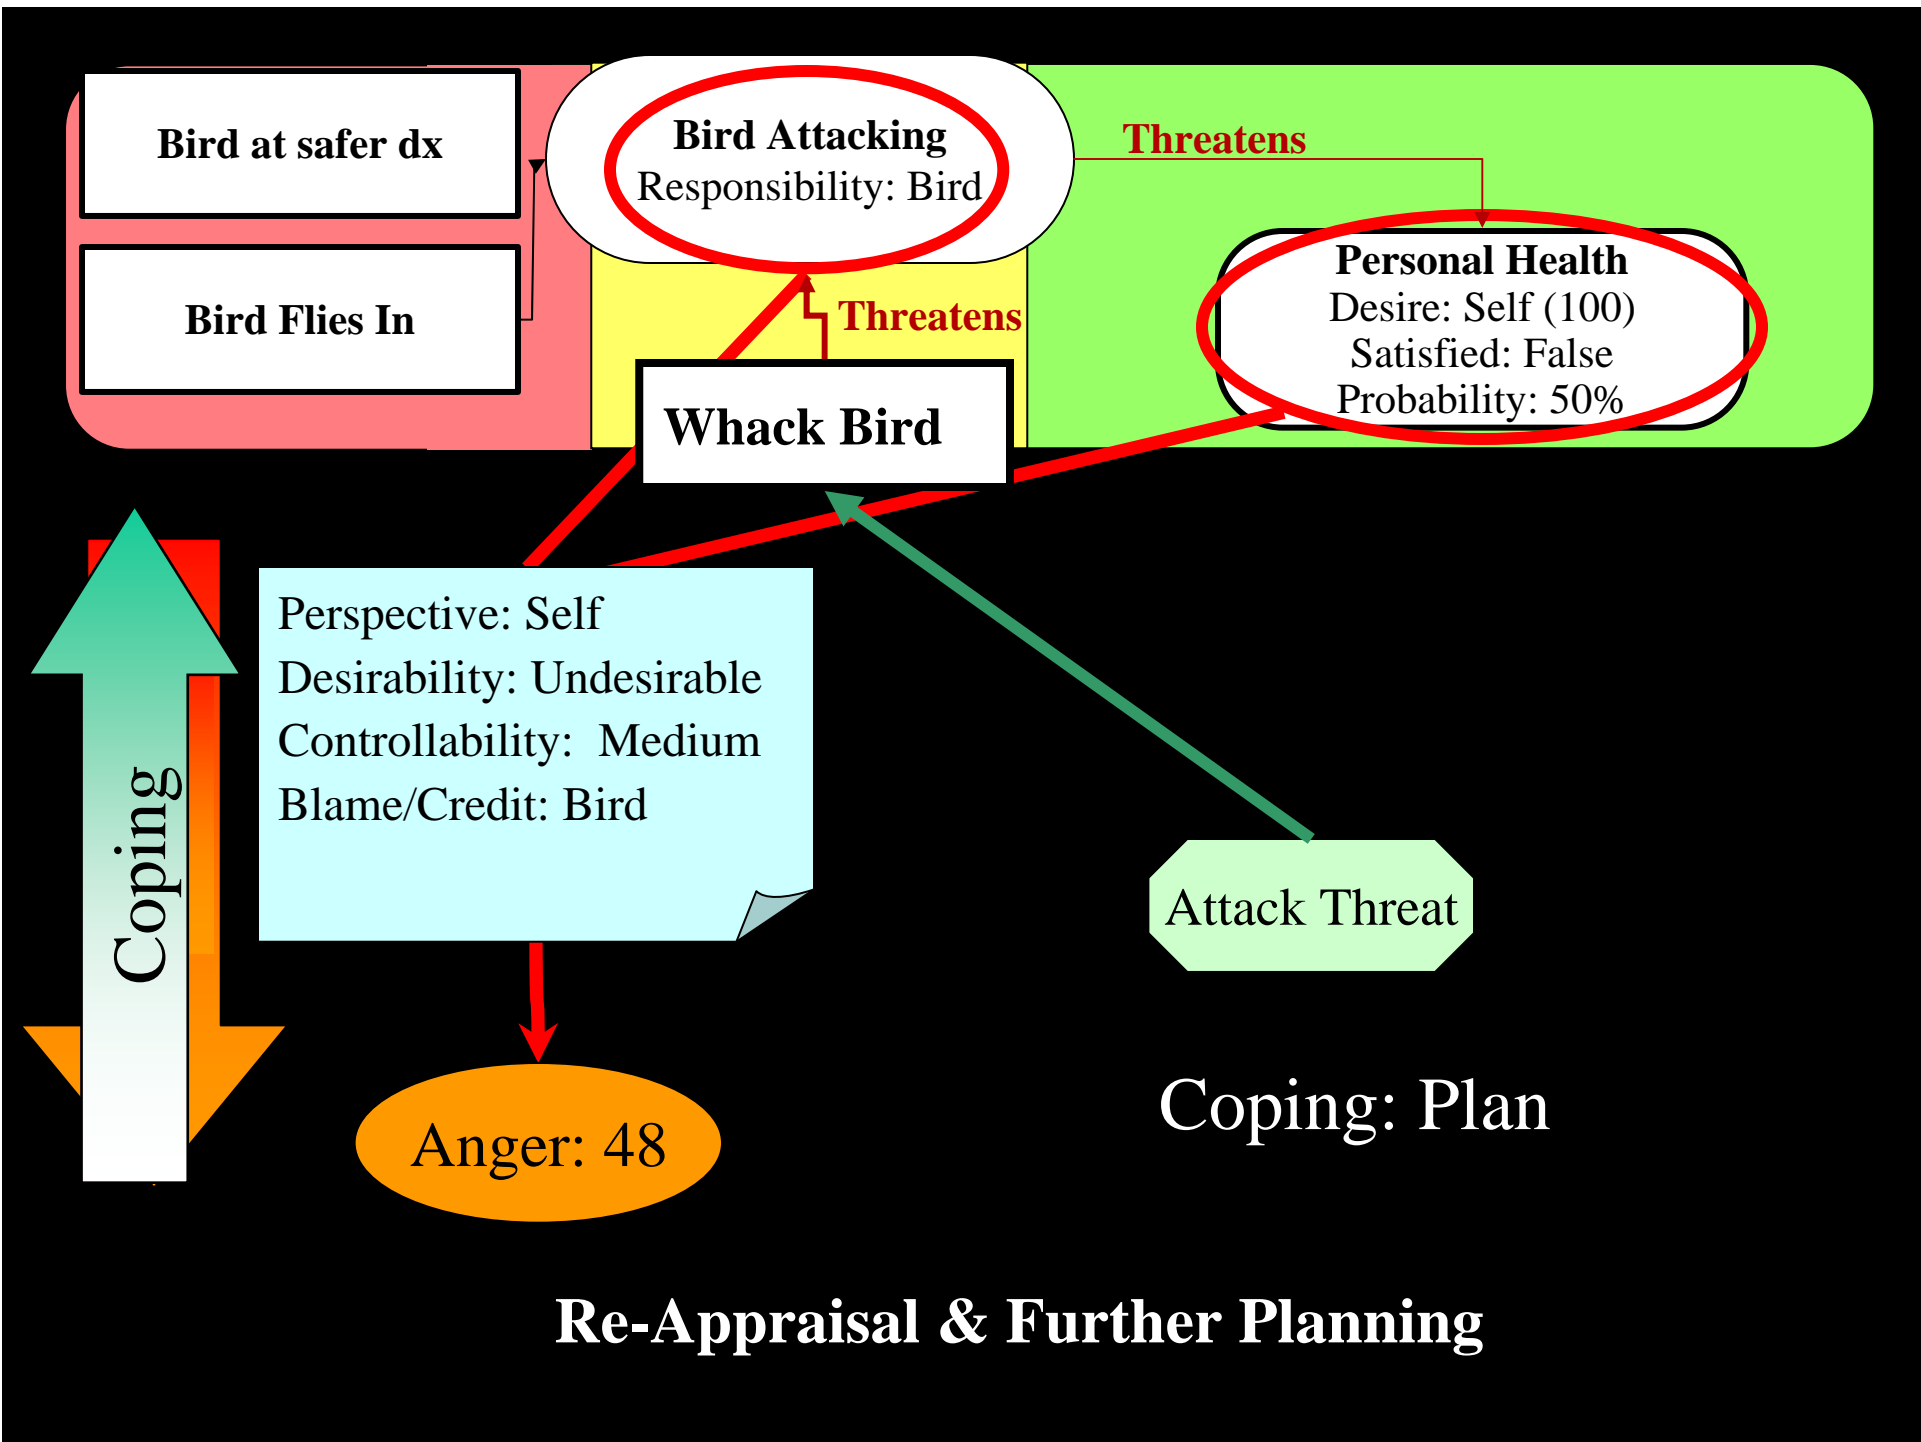 Bird at safer dx
Bird Attacking
Responsibility: Bird
Threatens
Bird Flies In
Threatens
Personal Health
Desire: Self (100)
Satisfied: False
Probability: 50%
Whack Bird
Coping
Perspective: Self
Desirability: Undesirable
Controllability:  Medium
Blame/Credit: Bird
Attack Threat
Anger: 48
Coping: Plan
Re-Appraisal & Further Planning